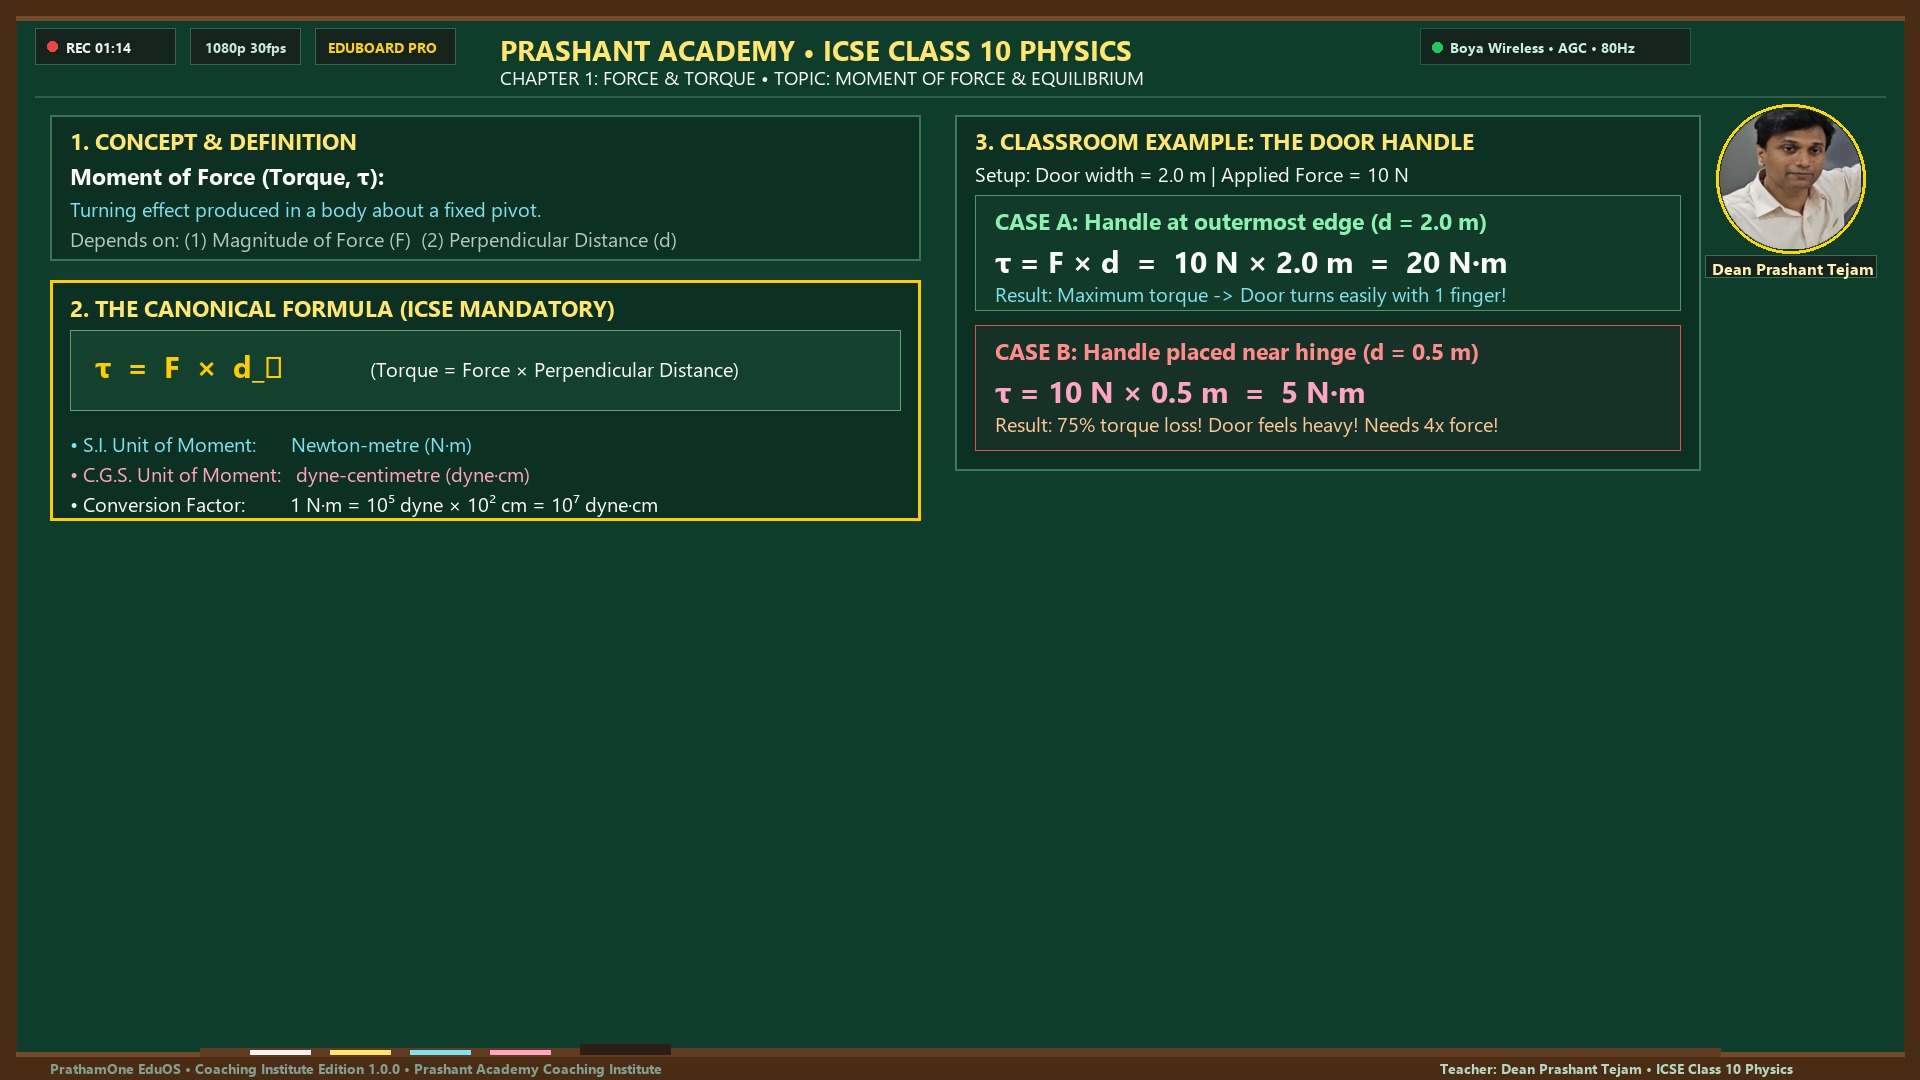 REC 01:14
1080p 30fps
EDUBOARD PRO
PRASHANT ACADEMY • ICSE CLASS 10 PHYSICS
CHAPTER 1: FORCE & TORQUE • TOPIC: MOMENT OF FORCE & EQUILIBRIUM
Boya Wireless • AGC • 80Hz
1. CONCEPT & DEFINITION
Moment of Force (Torque, τ):
Turning effect produced in a body about a fixed pivot.
Depends on: (1) Magnitude of Force (F) (2) Perpendicular Distance (d)
2. THE CANONICAL FORMULA (ICSE MANDATORY)
τ = F × d_▯ (Torque = Force × Perpendicular Distance)
• S.I. Unit of Moment: Newton-metre (N·m)
• C.G.S. Unit of Moment: dyne-centimetre (dyne·cm)
• Conversion Factor: 1 N·m = 10⁵ dyne × 10² cm = 10⁷ dyne·cm
3. CLASSROOM EXAMPLE: THE DOOR HANDLE
Setup: Door width = 2.0 m | Applied Force = 10 N
CASE A: Handle at outermost edge (d = 2.0 m)
τ = F × d = 10 N × 2.0 m = 20 N·m
Result: Maximum torque -> Door turns easily with 1 finger!
CASE B: Handle placed near hinge (d = 0.5 m)
τ = 10 N × 0.5 m = 5 N·m
Result: 75% torque loss! Door feels heavy! Needs 4x force!
Dean Prashant Tejam
PrathamOne EduOS • Coaching Institute Edition 1.0.0 • Prashant Academy Coaching Institute
Teacher: Dean Prashant Tejam • ICSE Class 10 Physics